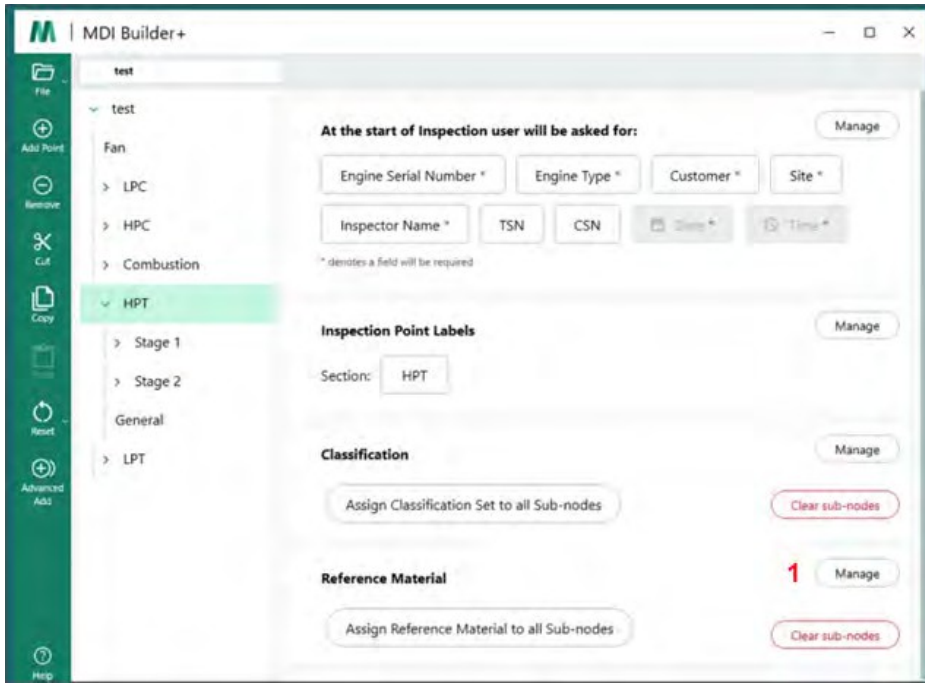 M | MDI Builder+
File
test
Add Point
Remove
Cut
Copy
Reset
Advanced
Add
Help
test
Fan
LPC
HPC
Combustion
HPT
Stage 1
Stage 2
General
LPT
At the start of Inspection user will be asked for:
Manage
Engine Serial Number * Engine Type * Customer * Site *
Inspector Name * TSN CSN Date * Time *
* denotes a field will be required
Inspection Point Labels
Manage
Section: HPT
Classification
Manage
Assign Classification Set to all Sub-nodes Clear sub-nodes
Reference Material
1 Manage
Assign Reference Material to all Sub-nodes Clear sub-nodes